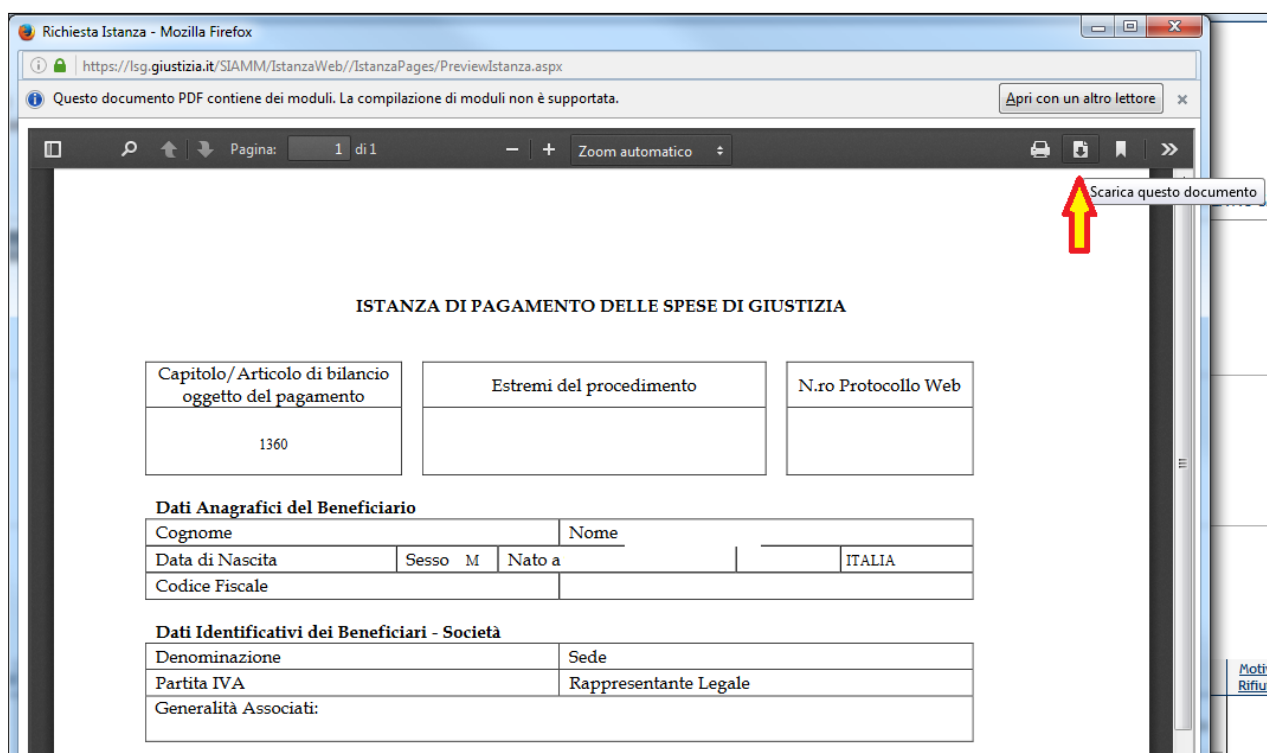 Richiesta Istanza - Mozilla Firefox
https://lsg.giustizia.it/SIAMM/IstanzaWeb//IstanzaPages/PreviewIstanza.aspx
Questo documento PDF contiene dei moduli. La compilazione di moduli non è supportata. Apri con un altro lettore
Pagina: 1 di 1 Zoom automatico
Scarica questo documento
ISTANZA DI PAGAMENTO DELLE SPESE DI GIUSTIZIA
Capitolo/Articolo di bilancio
oggetto del pagamento
Estremi del procedimento
N.ro Protocollo Web
1360
Dati Anagrafici del Beneficiario
Cognome Nome
Data di Nascita Sesso M Nato a ITALIA
Codice Fiscale
Dati Identificativi dei Beneficiari - Società
Denominazione Sede
Partita IVA Rappresentante Legale
Generalità Associati:
Moti
Rifiu